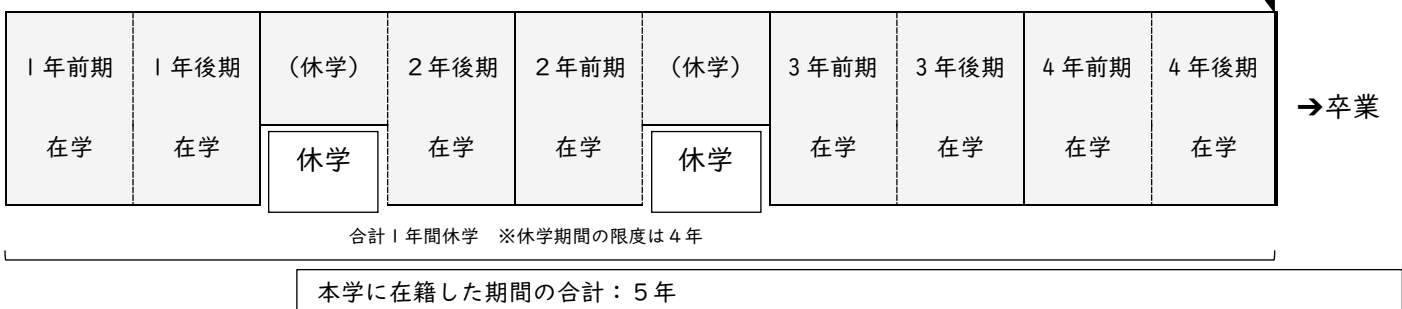 1年前期 1年後期 (休学) 2年後期 2年前期 (休学) 3年前期 3年後期 4年前期 4年後期
→卒業
在学 在学 休学 在学 在学 休学 在学 在学 在学 在学
合計1年間休学 ※休学期間の限度は4年
本学に在籍した期間の合計：5年